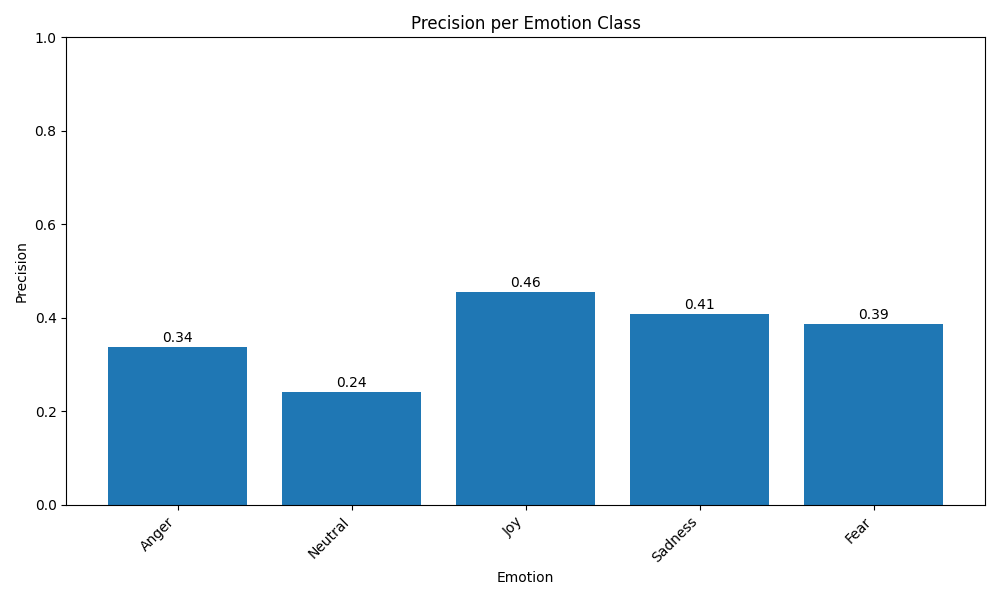 Precision per Emotion Class
1.0
0.8
0.6
0.4
0.2
0.0
Precision
0.34
0.24
0.46
0.41
0.39
Anger
Neutral
Joy
Sadness
Fear
Emotion